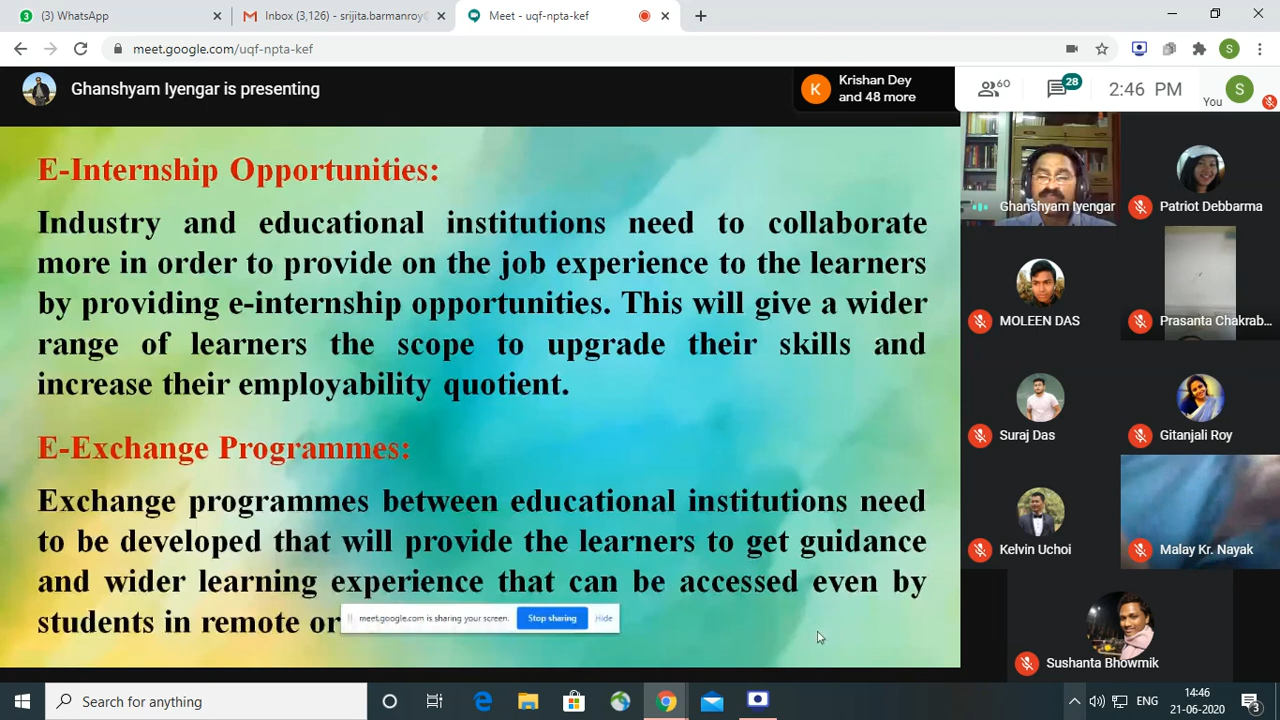 (3) WhatsApp
Inbox (3,126) - srijita.barmanroy@
Meet - uqf-npta-kef
meet.google.com/uqf-npta-kef
S
Ghanshyam Iyengar is presenting
K
Krishan Dey
and 48 more
60
28
2:46 PM
You
S
E-Internship Opportunities:
Industry and educational institutions need to collaborate
more in order to provide on the job experience to the learners
by providing e-internship opportunities. This will give a wider
range of learners the scope to upgrade their skills and
increase their employability quotient.
E-Exchange Programmes:
Exchange programmes between educational institutions need
to be developed that will provide the learners to get guidance
and wider learning experience that can be accessed even by
students in remote or
meet.google.com is sharing your screen.
Stop sharing
Hide
Ghanshyam Iyengar
Patriot Debbarma
MOLEEN DAS
Prasanta Chakrab...
Suraj Das
Gitanjali Roy
Kelvin Uchoi
Malay Kr. Nayak
Sushanta Bhowmik
Search for anything
ENG
14:46
21-06-2020
3